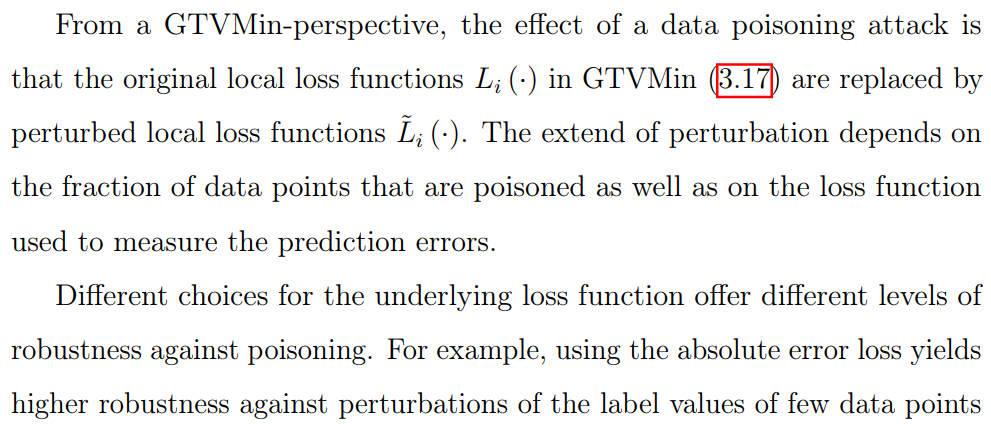 From a GTVMin-perspective, the effect of a data poisoning attack is
that the original local loss functions L_i (·) in GTVMin (3.17) are replaced by
perturbed local loss functions L̃_i (·). The extend of perturbation depends on
the fraction of data points that are poisoned as well as on the loss function
used to measure the prediction errors.
Different choices for the underlying loss function offer different levels of
robustness against poisoning. For example, using the absolute error loss yields
higher robustness against perturbations of the label values of few data points